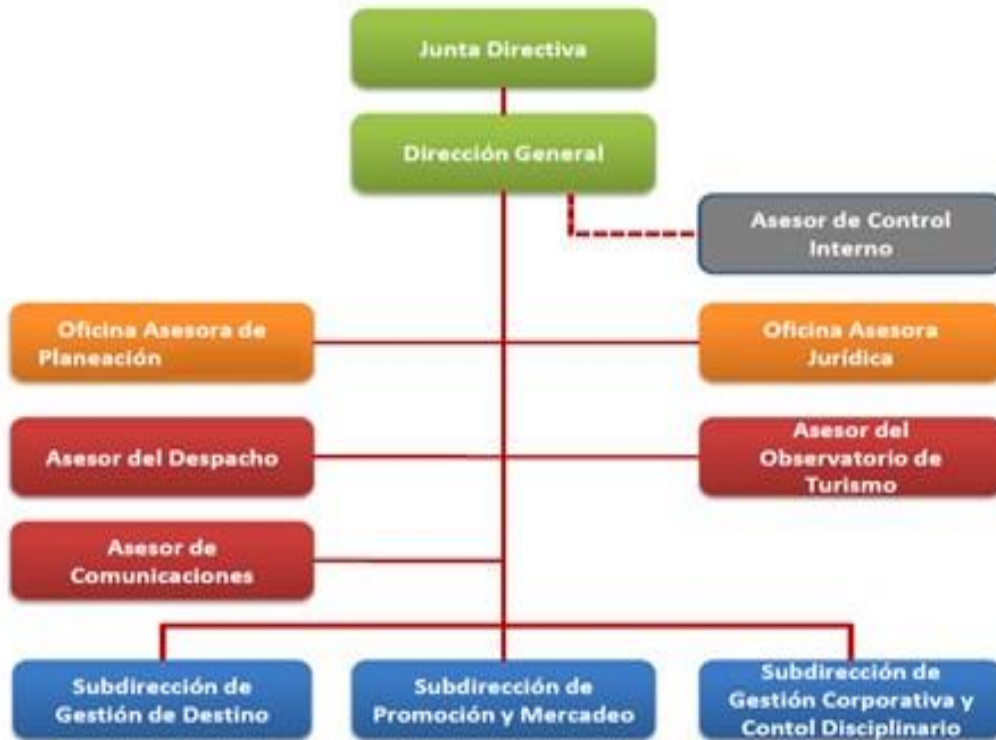 Junta Directiva
Dirección General
Asesor de Control
Interno
Oficina Asesora de
Planeación
Oficina Asesora
Jurídica
Asesor del Despacho
Asesor del
Observatorio de
Turismo
Asesor de
Comunicaciones
Subdirección de
Gestión de Destino
Subdirección de
Promoción y Mercadeo
Subdirección de
Gestión Corporativa y
Contol Disciplinario